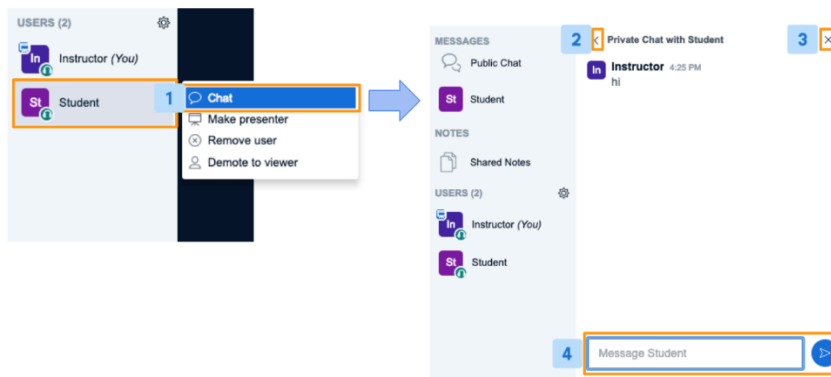 USERS (2)
In
Instructor (You)
St
Student
1
Chat
Make presenter
Remove user
Demote to viewer
MESSAGES
Public Chat
St
Student
NOTES
Shared Notes
USERS (2)
In
Instructor (You)
St
Student
2
Private Chat with Student
3
In
Instructor 4:25 PM
hi
4
Message Student